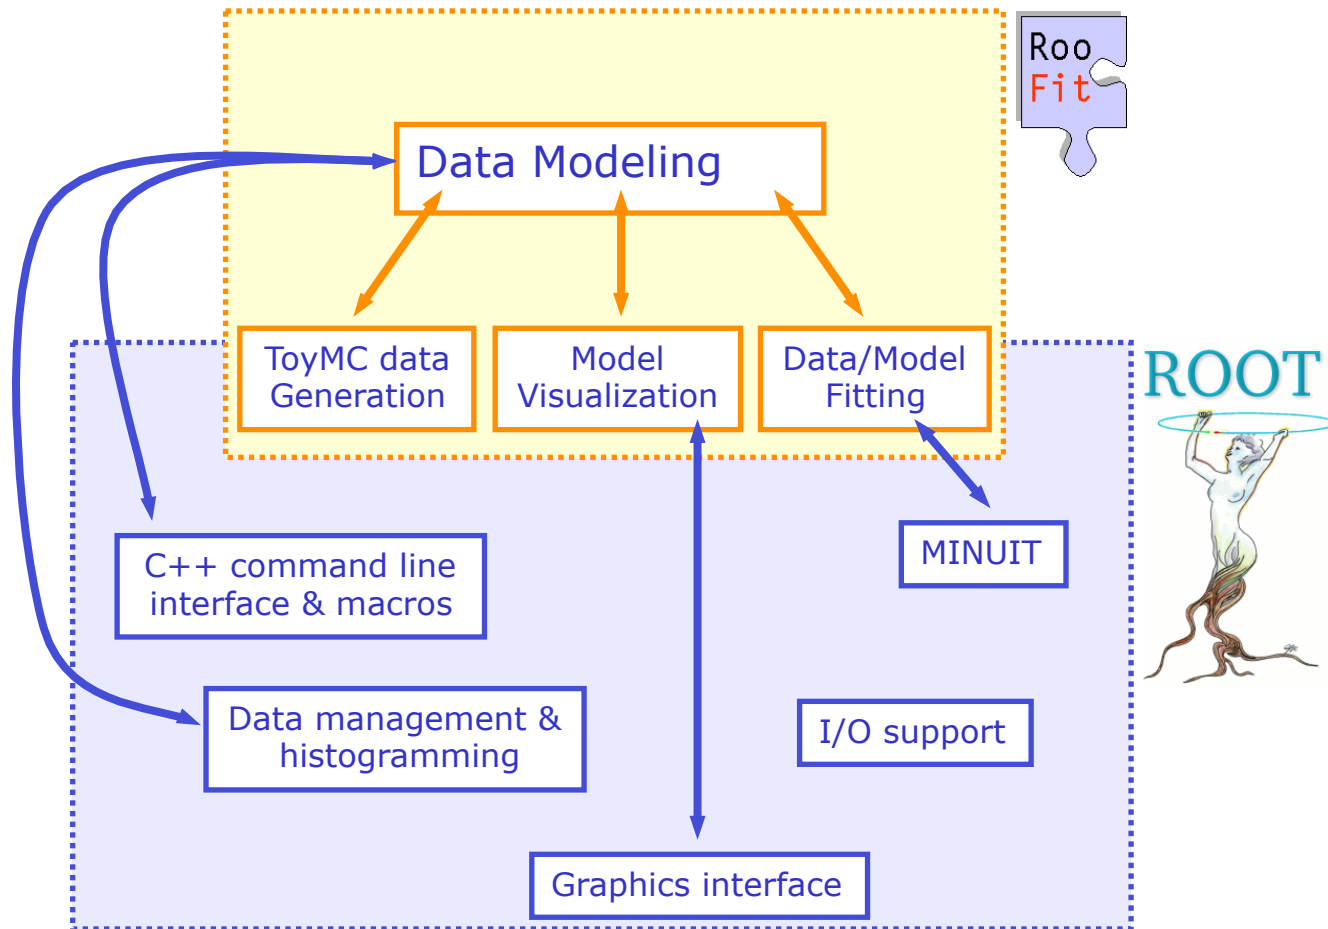 Roo
Fit
Data Modeling
ToyMC data
Generation
Model
Visualization
Data/Model
Fitting
ROOT
C++ command line
interface & macros
MINUIT
Data management &
histogramming
I/O support
Graphics interface